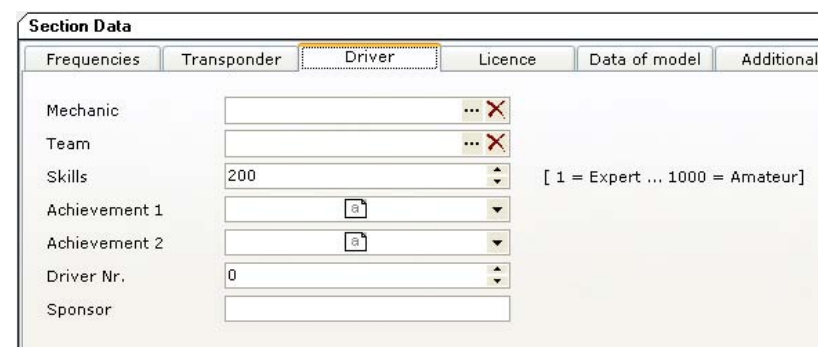 Section Data
Frequencies Transponder Driver Licence Data of model Additional
Mechanic ...
Team ...
Skills 200 [ 1 = Expert ... 1000 = Amateur]
Achievement 1 a
Achievement 2 a
Driver Nr. 0
Sponsor